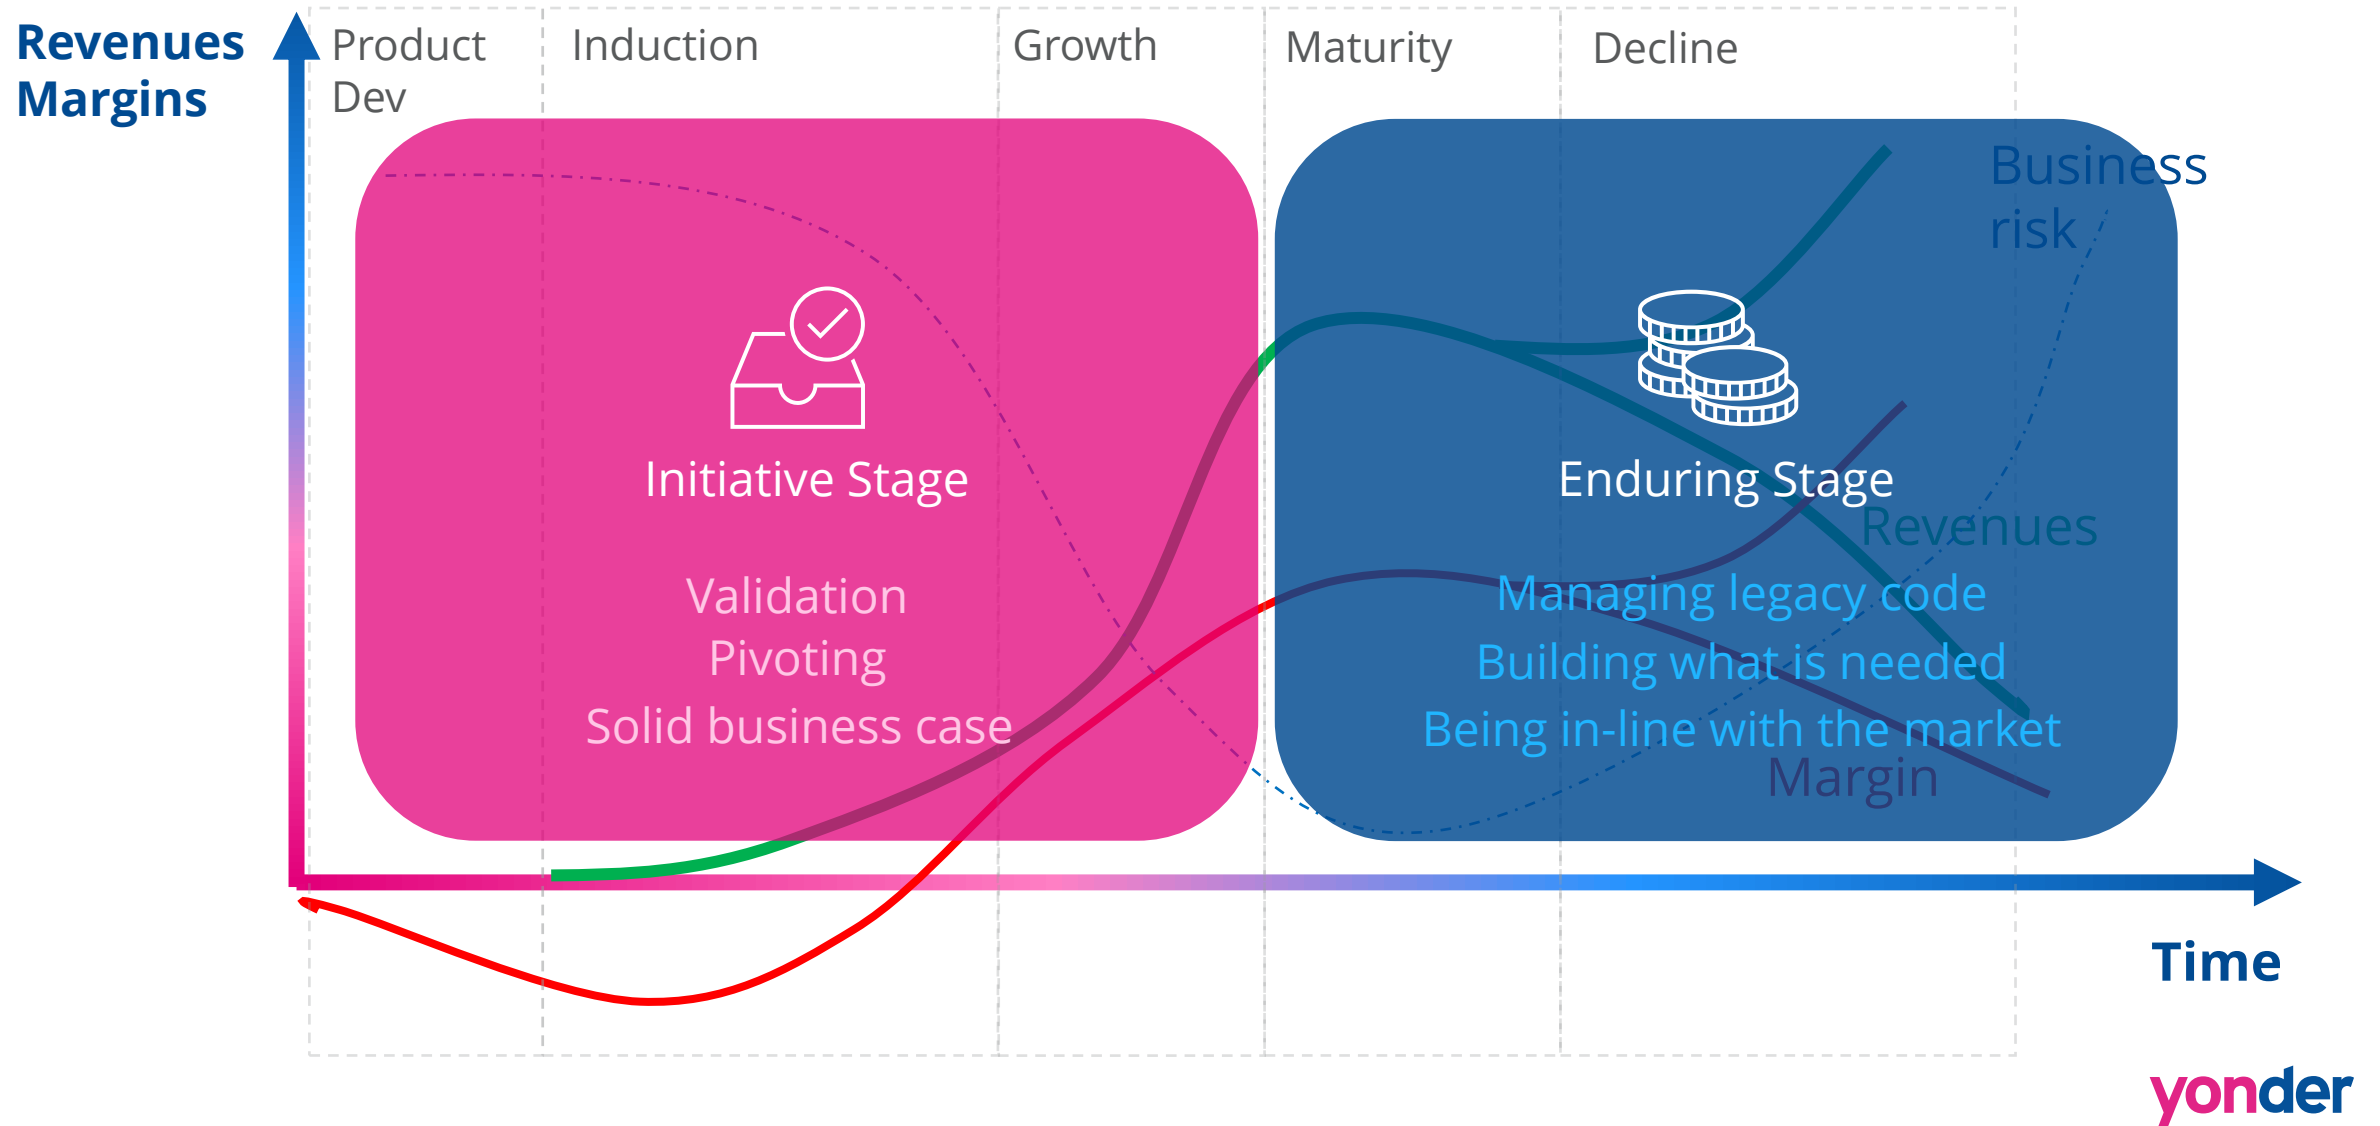 Revenues
Margins
Product
Dev
Induction
Growth
Maturity
Decline
Business
risk
Initiative Stage
Validation
Pivoting
Solid business case
Enduring Stage
Revenues
Managing legacy code
Building what is needed
Being in-line with the market
Margin
Time
yonder